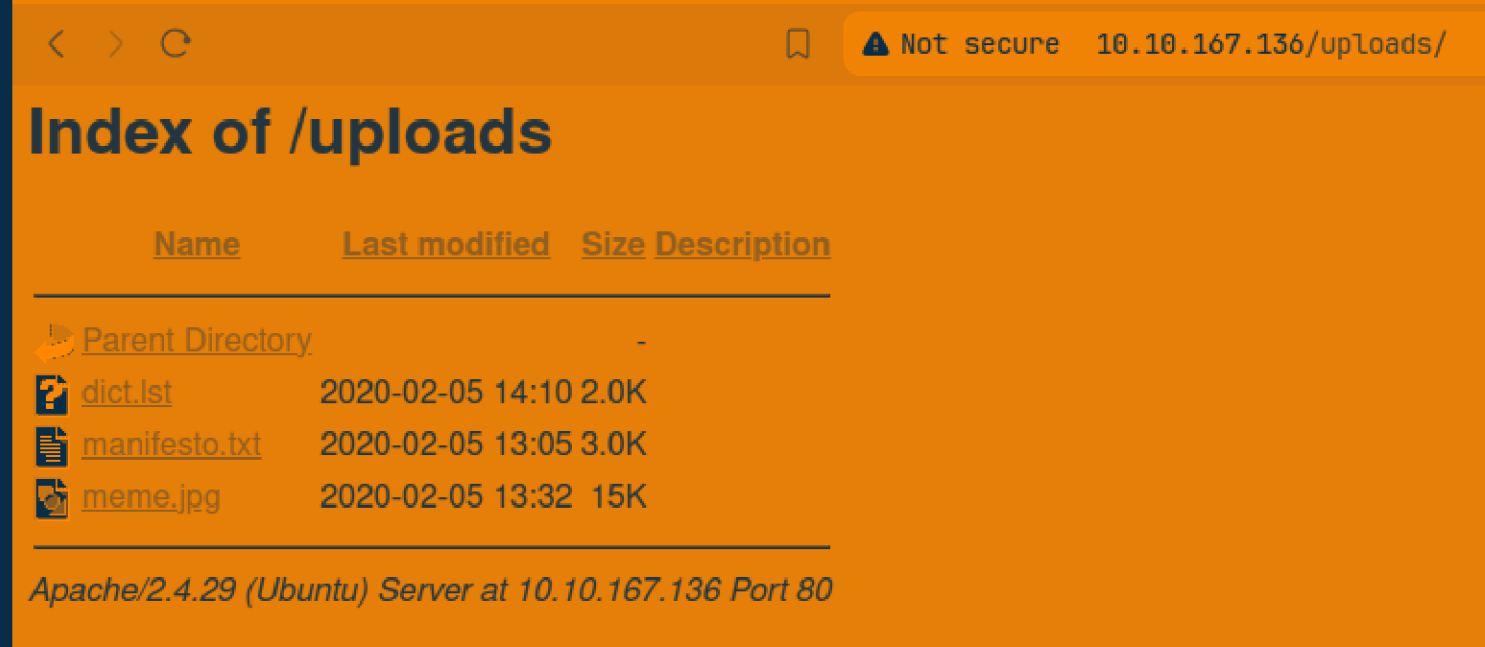 Not secure 10.10.167.136/uploads/
Index of /uploads
Name Last modified Size Description
Parent Directory -
dict.lst 2020-02-05 14:10 2.0K
manifesto.txt 2020-02-05 13:05 3.0K
meme.jpg 2020-02-05 13:32 15K
Apache/2.4.29 (Ubuntu) Server at 10.10.167.136 Port 80